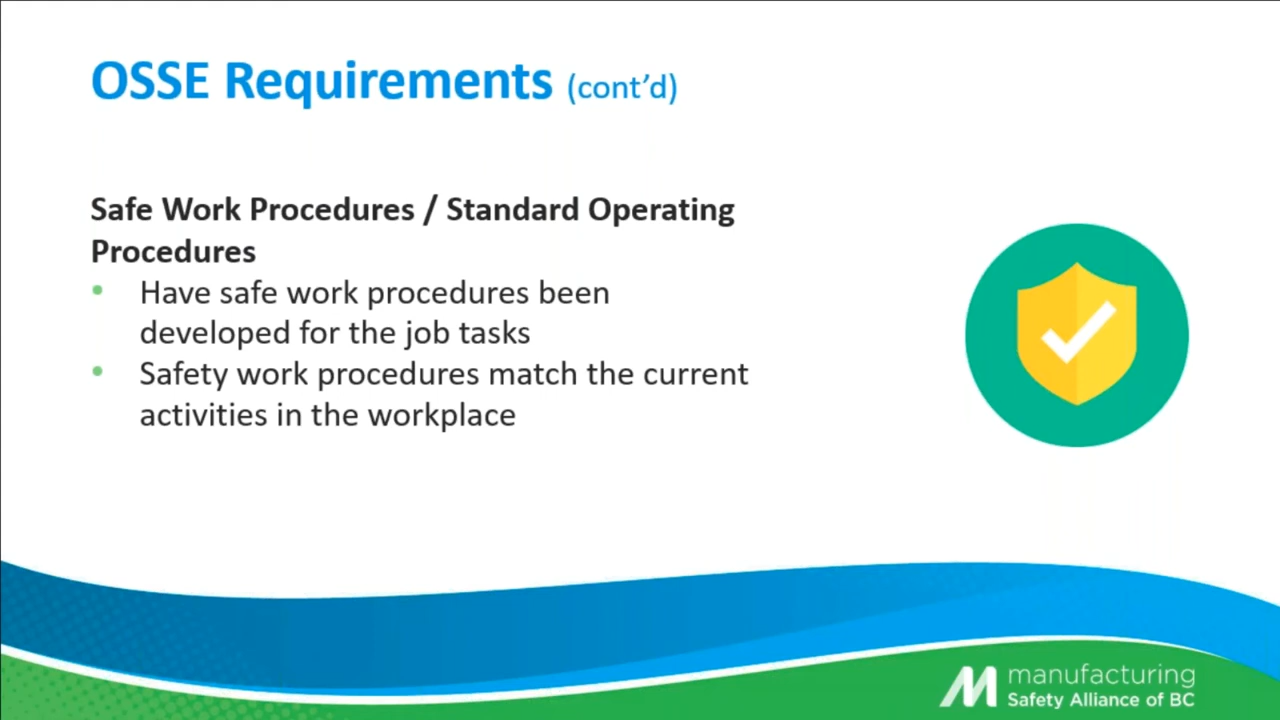 OSSE Requirements (cont’d)
Safe Work Procedures / Standard Operating
Procedures
• Have safe work procedures been
developed for the job tasks
• Safety work procedures match the current
activities in the workplace
manufacturing
Safety Alliance of BC